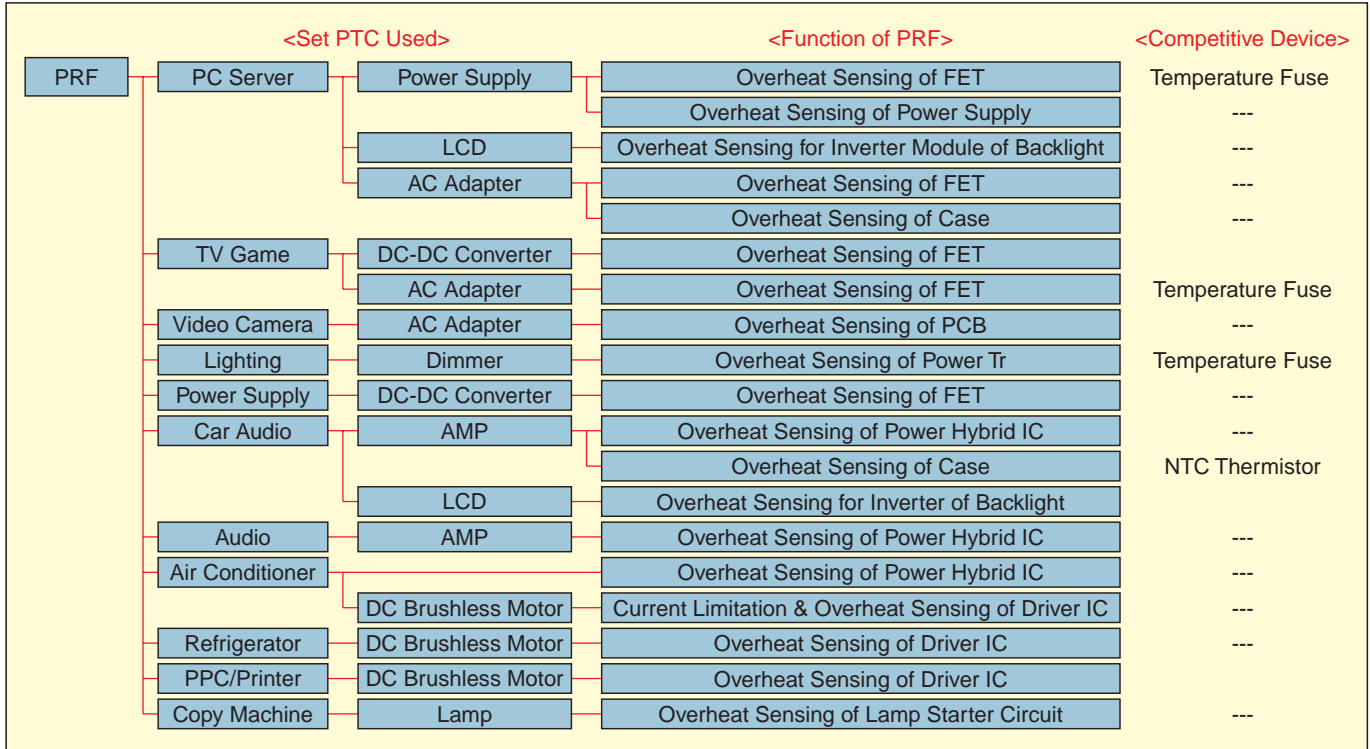 <Set PTC Used> <Function of PRF> <Competitive Device>
PRF PC Server Power Supply Overheat Sensing of FET Temperature Fuse
Overheat Sensing of Power Supply ---
LCD Overheat Sensing for Inverter Module of Backlight ---
AC Adapter Overheat Sensing of FET ---
Overheat Sensing of Case ---
TV Game DC-DC Converter Overheat Sensing of FET
AC Adapter Overheat Sensing of FET Temperature Fuse
Video Camera AC Adapter Overheat Sensing of PCB ---
Lighting Dimmer Overheat Sensing of Power Tr Temperature Fuse
Power Supply DC-DC Converter Overheat Sensing of FET ---
Car Audio AMP Overheat Sensing of Power Hybrid IC ---
Overheat Sensing of Case NTC Thermistor
LCD Overheat Sensing for Inverter of Backlight
Audio AMP Overheat Sensing of Power Hybrid IC ---
Air Conditioner Overheat Sensing of Power Hybrid IC ---
DC Brushless Motor Current Limitation & Overheat Sensing of Driver IC ---
Refrigerator DC Brushless Motor Overheat Sensing of Driver IC ---
PPC/Printer DC Brushless Motor Overheat Sensing of Driver IC
Copy Machine Lamp Overheat Sensing of Lamp Starter Circuit ---